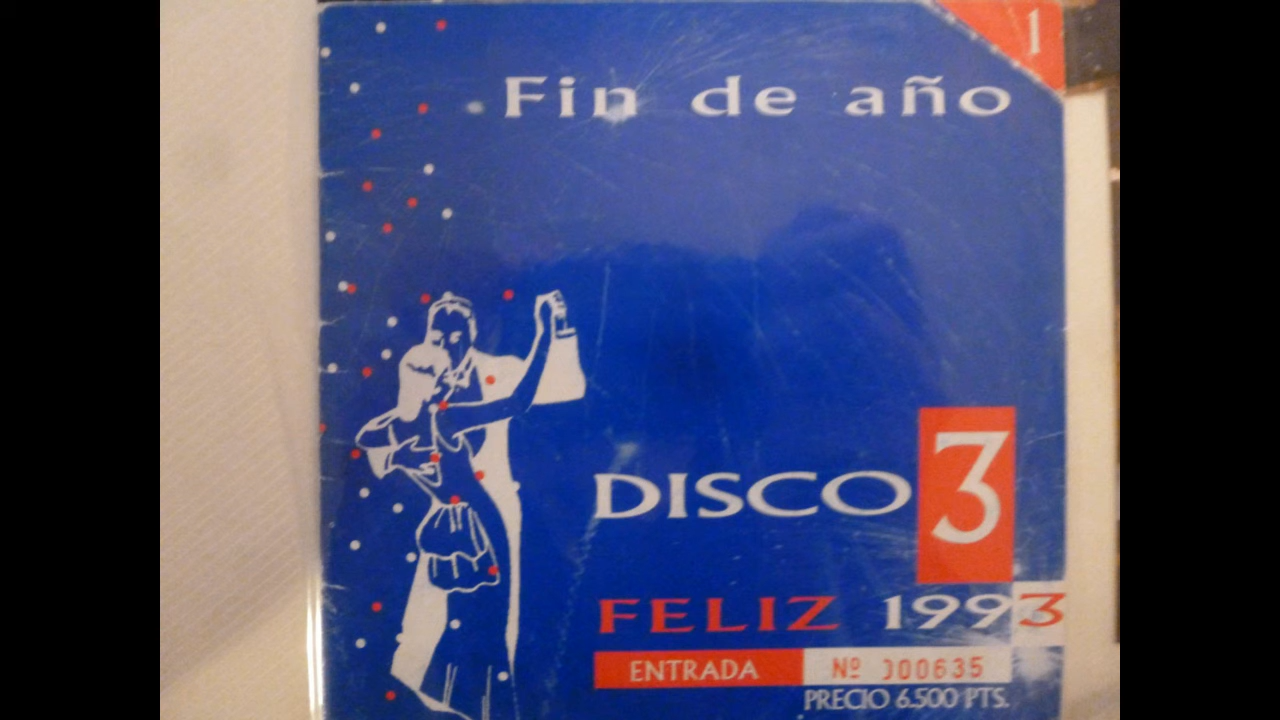 1
Fin de año
DISCO 3
FELIZ 1993
ENTRADA Nº 000635
PRECIO 6.500 PTS.